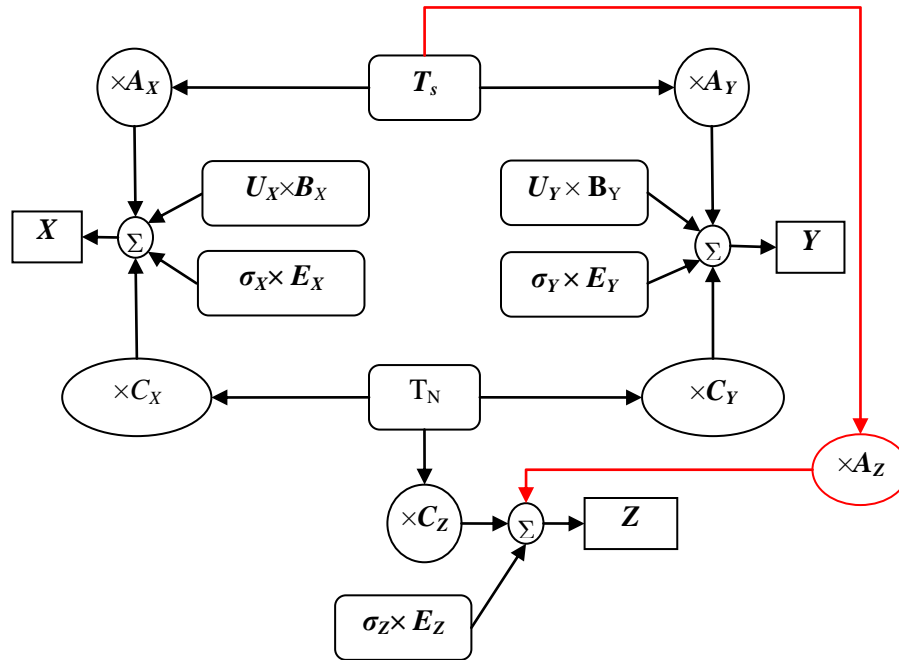 ×A_X
T_s
×A_Y
U_X×B_X
U_Y × B_Y
X
Σ
Σ
Y
σ_X× E_X
σ_Y × E_Y
×C_X
T_N
×C_Y
×A_Z
×C_Z
Σ
Z
σ_Z× E_Z